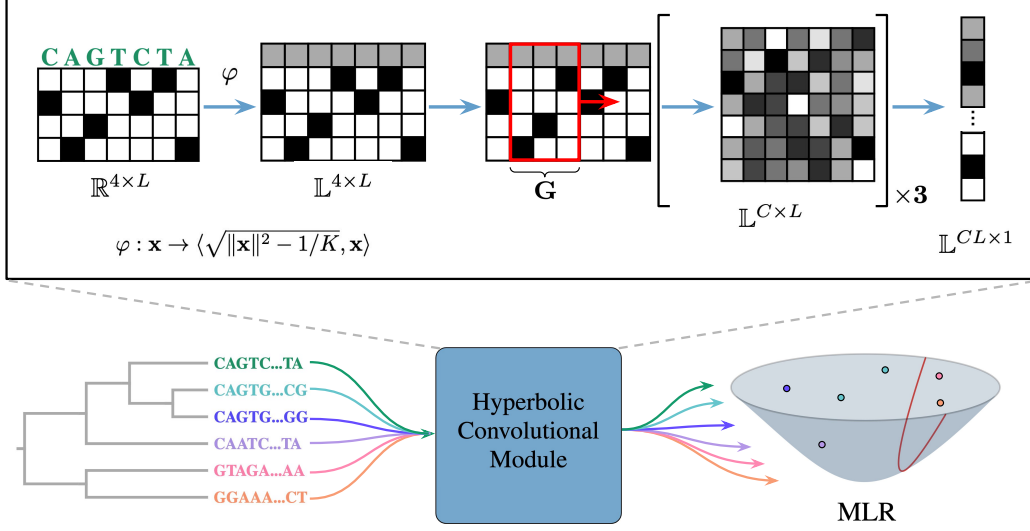 CAGTCTA
φ
ℝ^{4×L}
𝕃^{4×L}
G
𝕃^{C×L}
×3
𝕃^{CL×1}
φ : x → ⟨√(‖x‖² − 1/K), x⟩
CAGTC...TA
CAGTG...CG
CAGTG...GG
CAATC...TA
GTAGA...AA
GGAAA...CT
Hyperbolic
Convolutional
Module
MLR